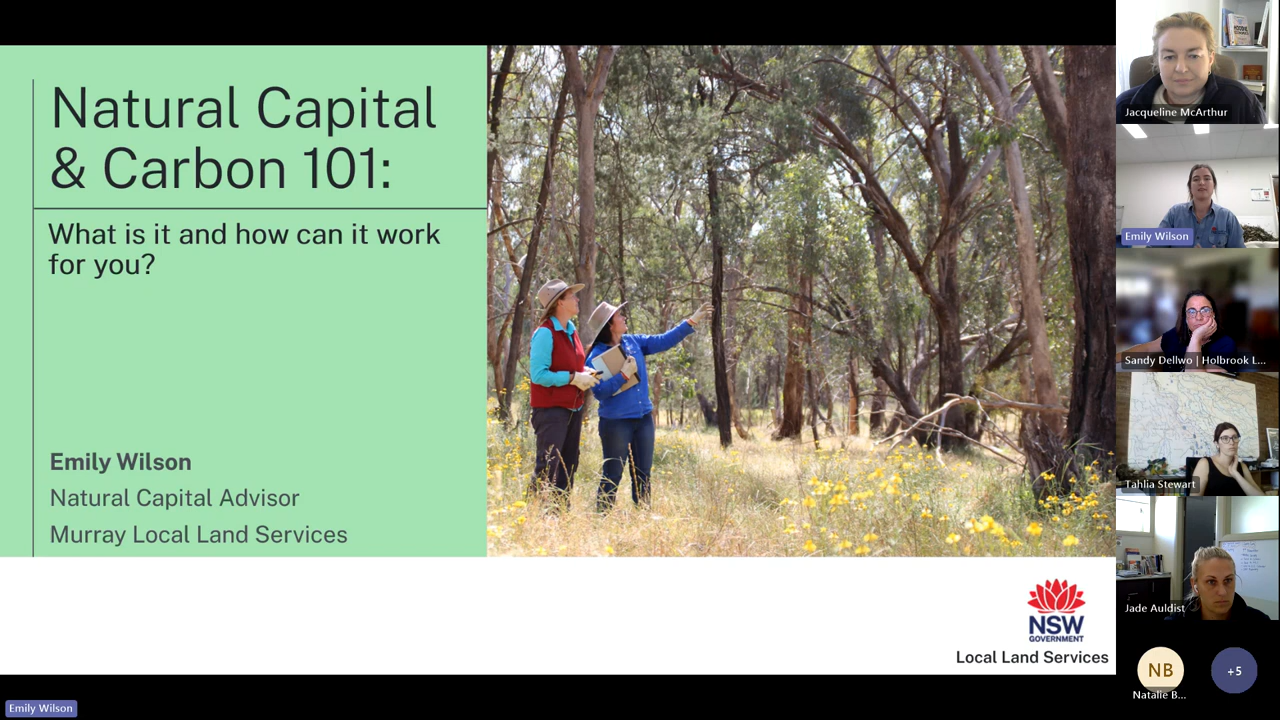 Natural Capital
& Carbon 101:
What is it and how can it work
for you?
Emily Wilson
Natural Capital Advisor
Murray Local Land Services
NSW
GOVERNMENT
Local Land Services
Emily Wilson
Jacqueline McArthur
Emily Wilson
Sandy Dellwo | Holbrook L...
Tahlia Stewart
Jade Auldist
NB
Natalie B...
+5